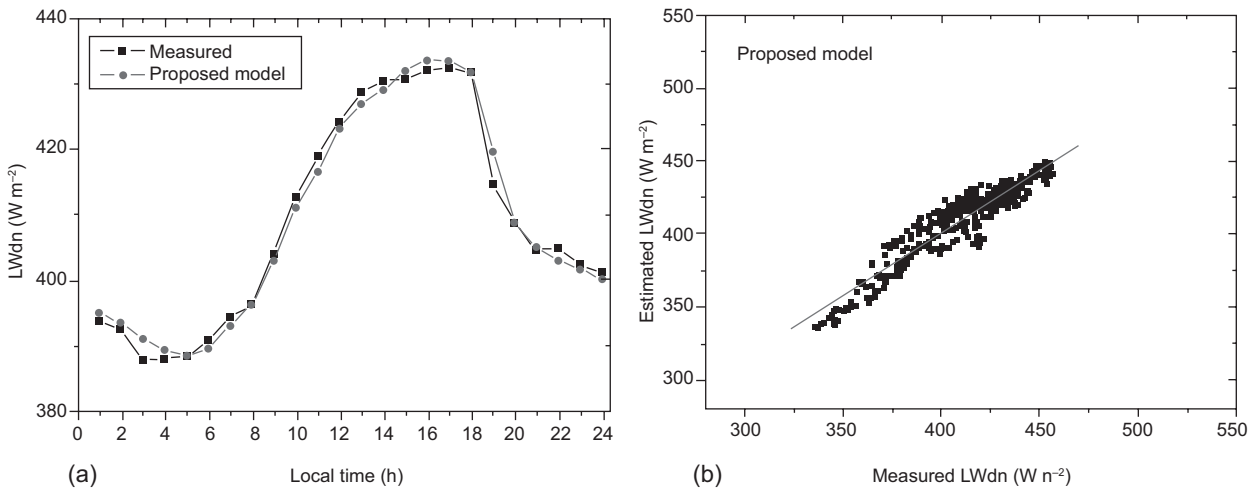 440
Measured
Proposed model
420
400
380
LWdn (W m⁻²)
0 2 4 6 8 10 12 14 16 18 20 22 24
Local time (h)
(a)
550
Proposed model
500
450
400
350
300
Estimated LWdn (W m⁻²)
300 350 400 450 500 550
Measured LWdn (W n⁻²)
(b)